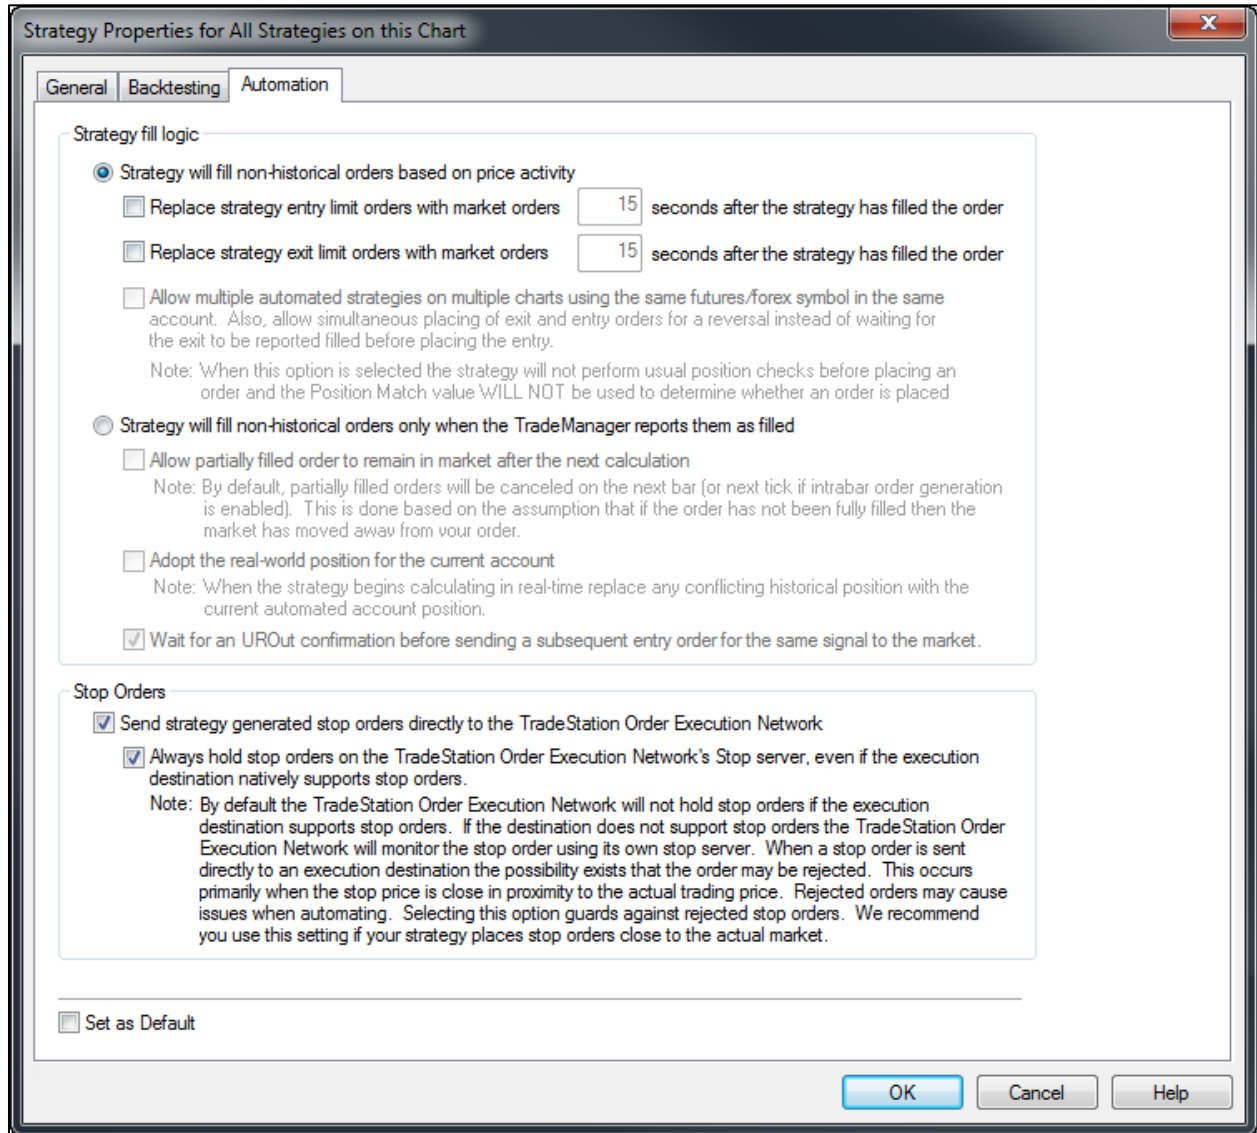 Strategy Properties for All Strategies on this Chart
General Backtesting Automation
Strategy fill logic
Strategy will fill non-historical orders based on price activity
Replace strategy entry limit orders with market orders 15 seconds after the strategy has filled the order
Replace strategy exit limit orders with market orders 15 seconds after the strategy has filled the order
Allow multiple automated strategies on multiple charts using the same futures/forex symbol in the same
account. Also, allow simultaneous placing of exit and entry orders for a reversal instead of waiting for
the exit to be reported filled before placing the entry.
Note: When this option is selected the strategy will not perform usual position checks before placing an
order and the Position Match value WILL NOT be used to determine whether an order is placed
Strategy will fill non-historical orders only when the TradeManager reports them as filled
Allow partially filled order to remain in market after the next calculation
Note: By default, partially filled orders will be canceled on the next bar (or next tick if intrabar order generation
is enabled). This is done based on the assumption that if the order has not been fully filled then the
market has moved away from your order.
Adopt the real-world position for the current account
Note: When the strategy begins calculating in real-time replace any conflicting historical position with the
current automated account position.
Wait for an UROut confirmation before sending a subsequent entry order for the same signal to the market.
Stop Orders
Send strategy generated stop orders directly to the TradeStation Order Execution Network
Always hold stop orders on the TradeStation Order Execution Network's Stop server, even if the execution
destination natively supports stop orders.
Note: By default the TradeStation Order Execution Network will not hold stop orders if the execution
destination supports stop orders. If the destination does not support stop orders the TradeStation Order
Execution Network will monitor the stop order using its own stop server. When a stop order is sent
directly to an execution destination the possibility exists that the order may be rejected. This occurs
primarily when the stop price is close in proximity to the actual trading price. Rejected orders may cause
issues when automating. Selecting this option guards against rejected stop orders. We recommend
you use this setting if your strategy places stop orders close to the actual market.
Set as Default
OK Cancel Help